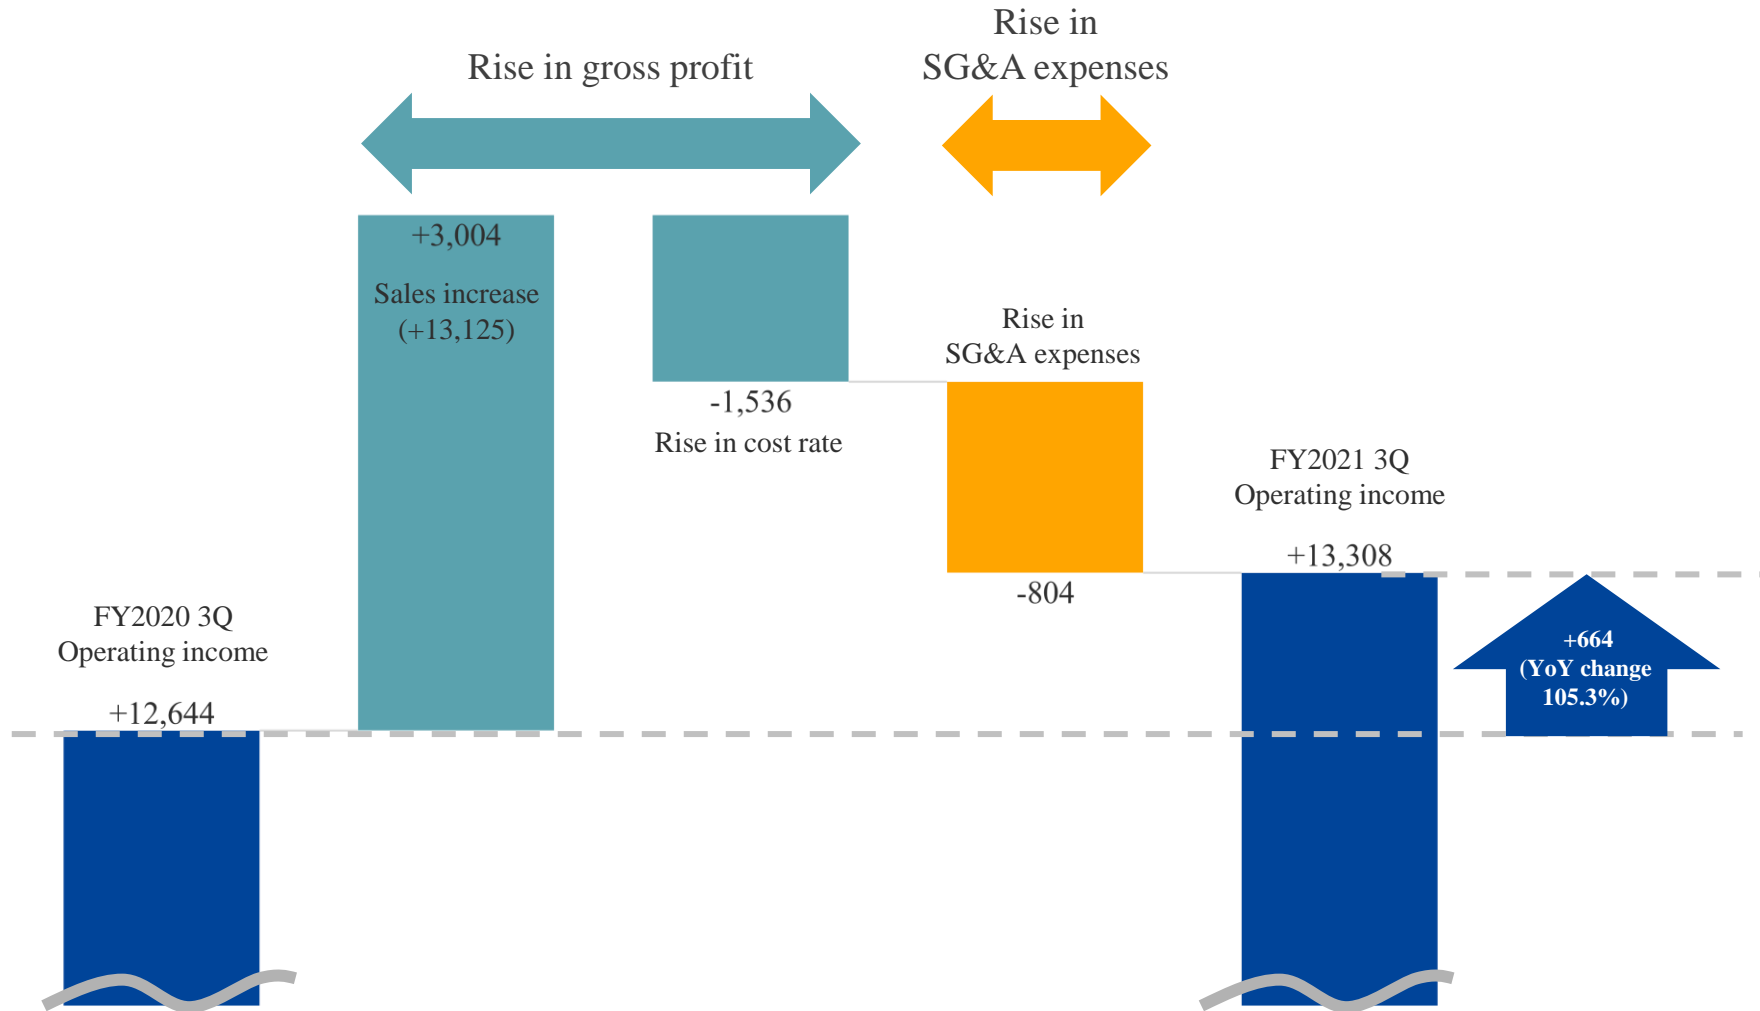 Rise in gross profit
Rise in
SG&A expenses
+3,004
Sales increase
(+13,125)
-1,536
Rise in cost rate
Rise in
SG&A expenses
-804
FY2020 3Q
Operating income
+12,644
FY2021 3Q
Operating income
+13,308
+664
(YoY change
105.3%)